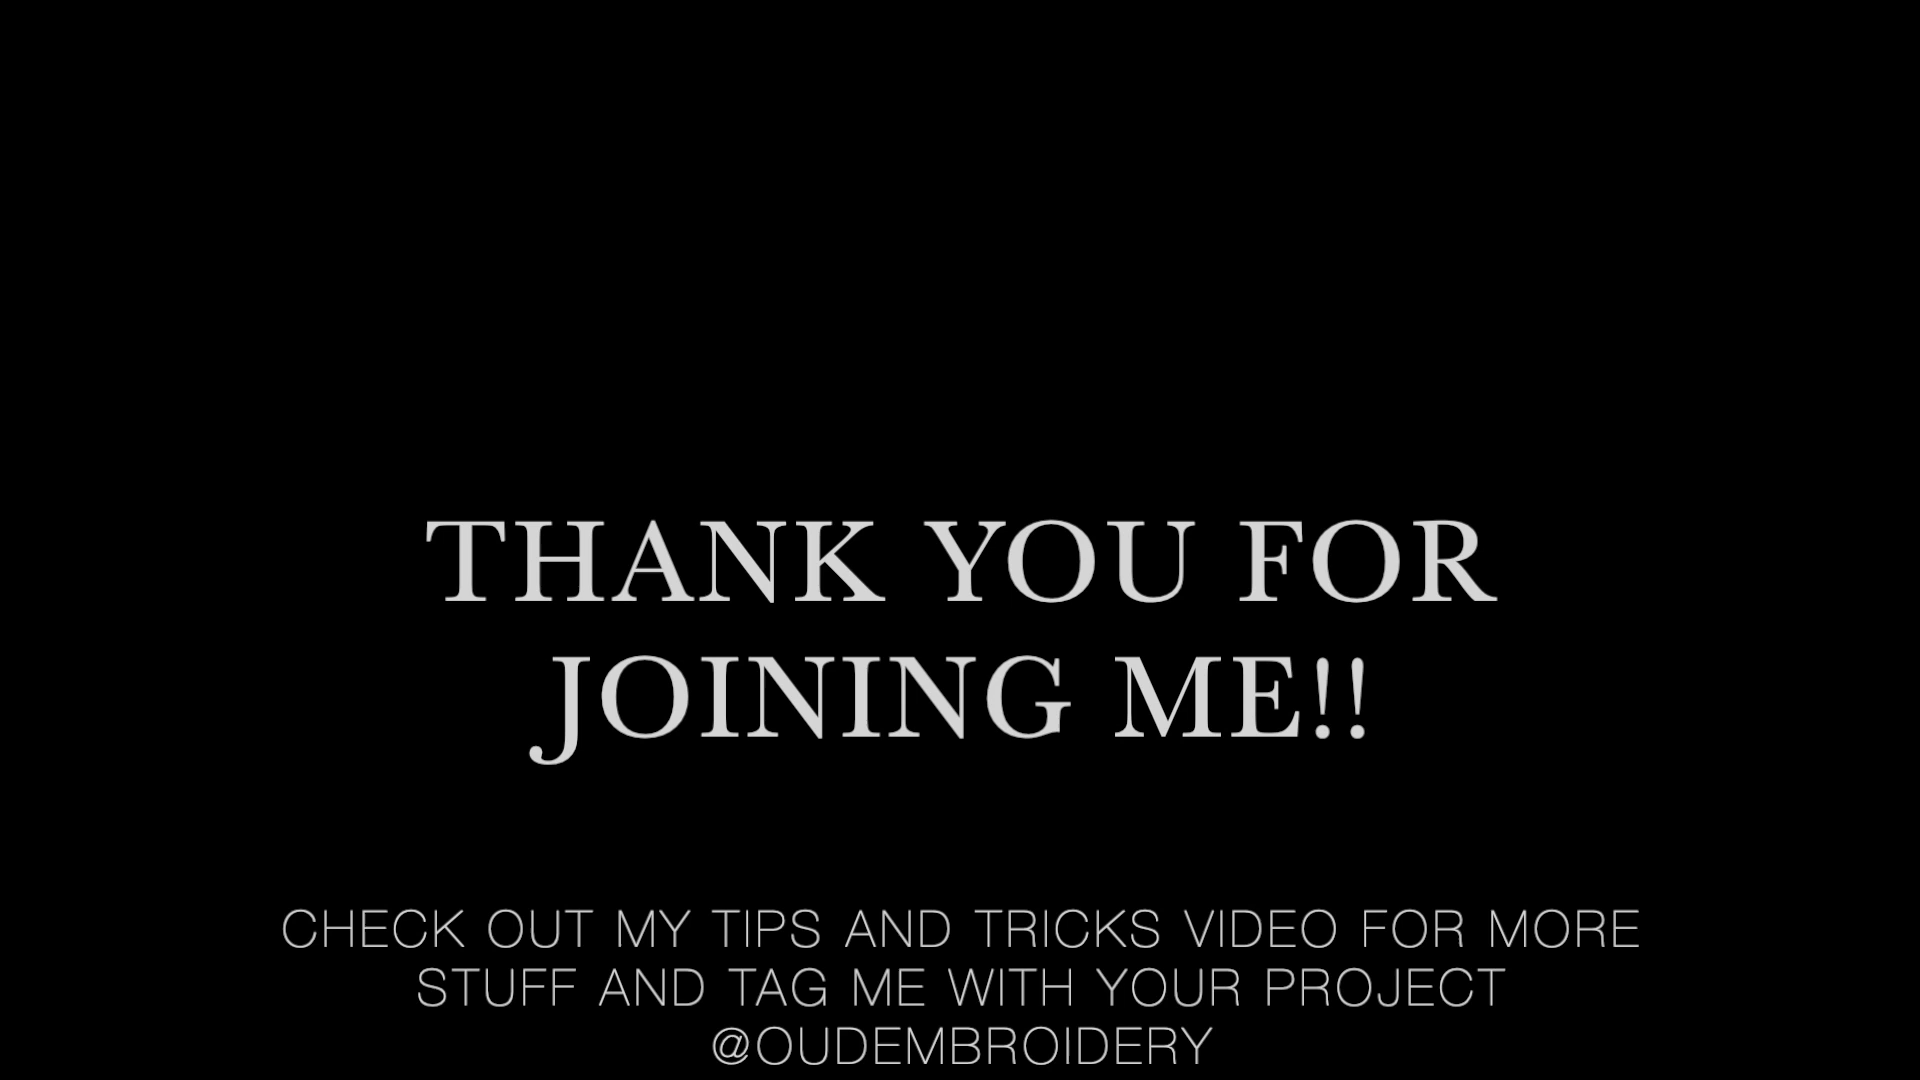 THANK YOU FOR
JOINING ME!!
CHECK OUT MY TIPS AND TRICKS VIDEO FOR MORE
STUFF AND TAG ME WITH YOUR PROJECT
@OUDEMBROIDERY